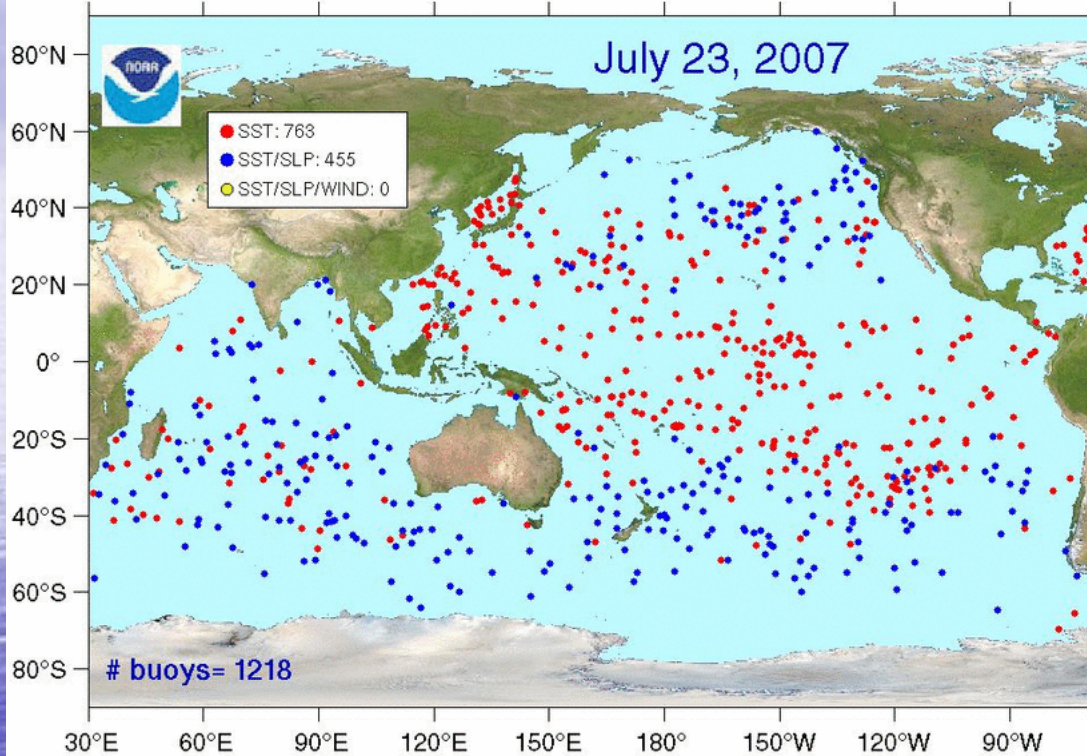 July 23, 2007
NOAA
SST: 763
SST/SLP: 455
SST/SLP/WIND: 0
80°N
60°N
40°N
20°N
0°
20°S
40°S
60°S
80°S
# buoys= 1218
30°E 60°E 90°E 120°E 150°E 180° 150°W 120°W 90°W